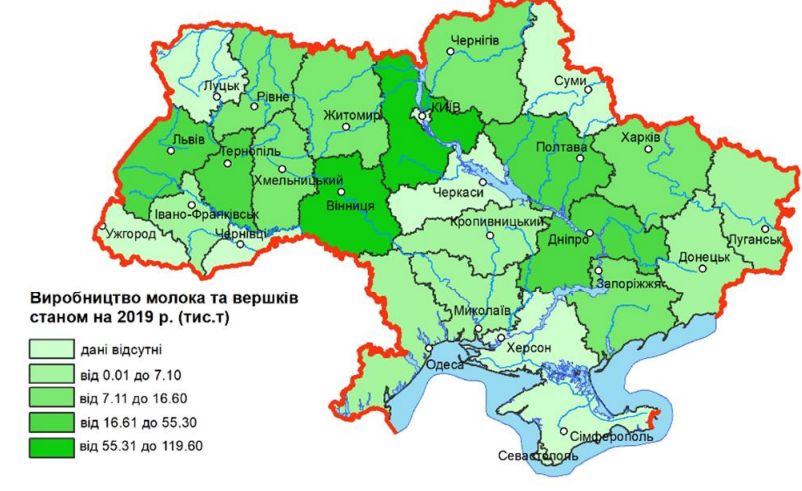 Чернігів
Суми
Луцьк
Рівне
Житомир
КИЇВ
Львів
Тернопіль
Хмельницький
Вінниця
Полтава
Харків
Черкаси
Івано-Франківськ
Ужгород
Чернівці
Кропивницький
Дніпро
Луганськ
Донецьк
Запоріжжя
Миколаїв
Херсон
Одеса
Сімферополь
Севастополь
Виробництво молока та вершків
станом на 2019 р. (тис.т)
дані відсутні
від 0.01 до 7.10
від 7.11 до 16.60
від 16.61 до 55.30
від 55.31 до 119.60